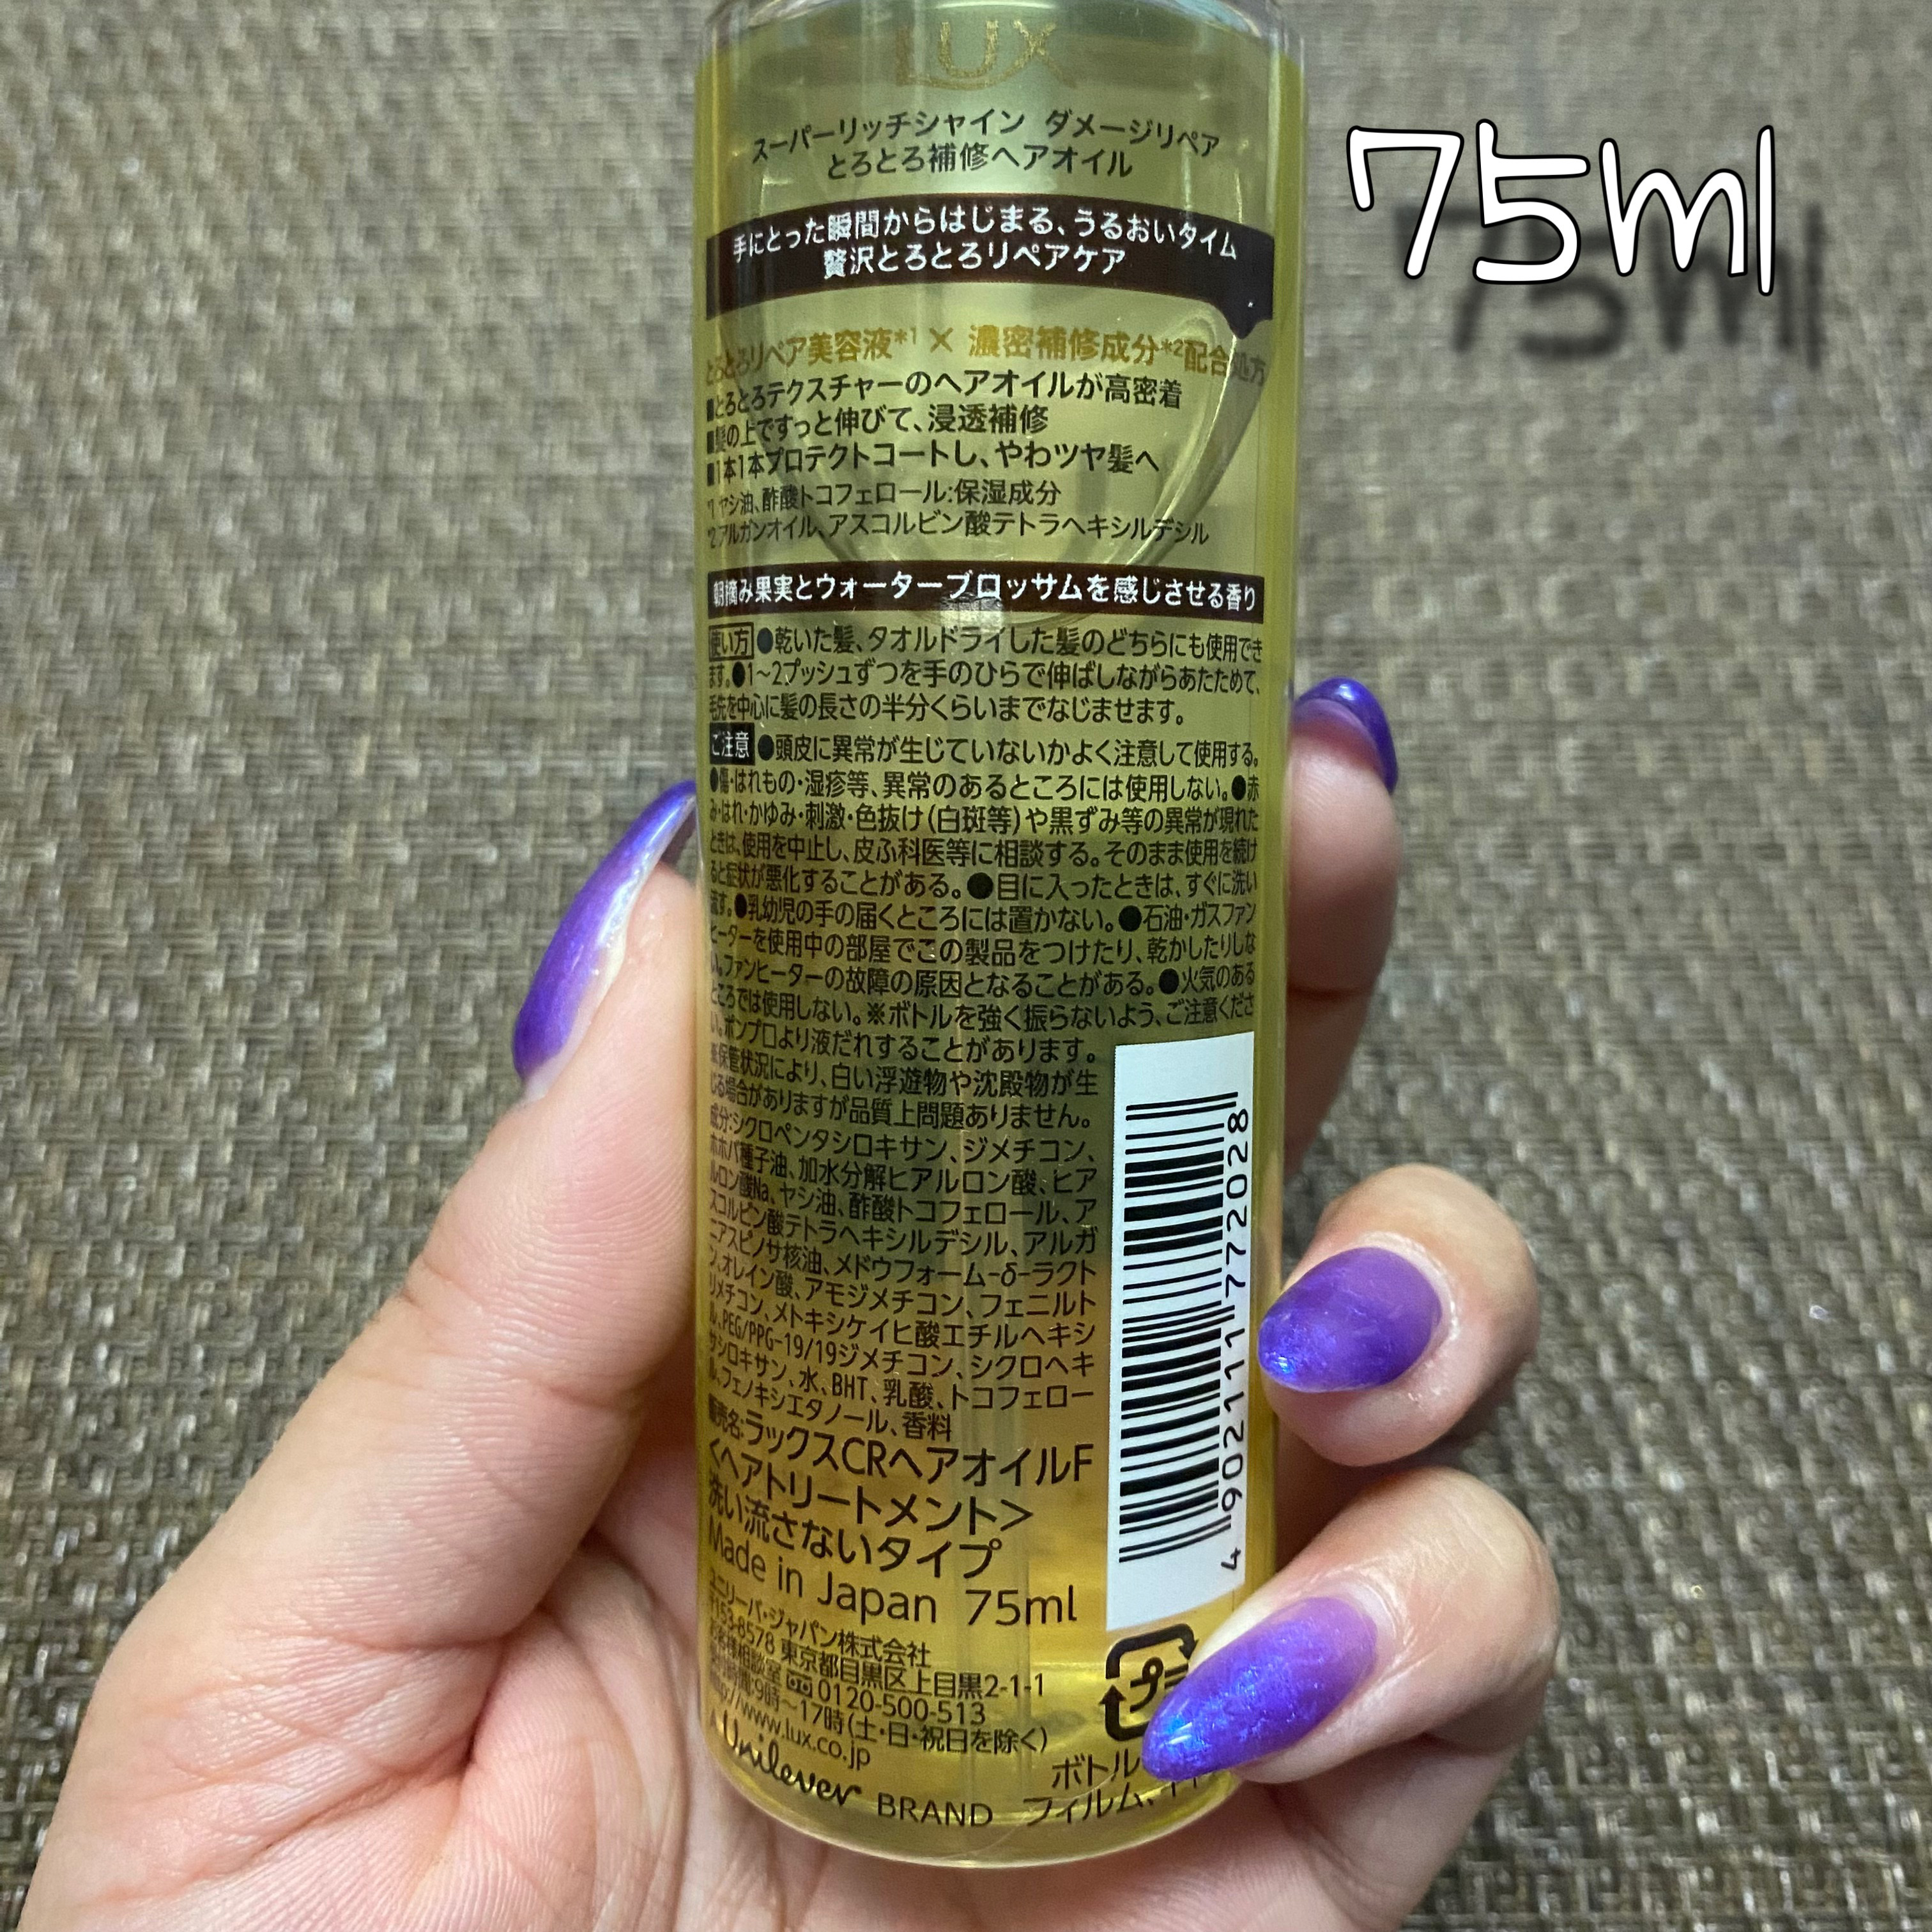 LUX
スーパーリッチシャイン ダメージリペア
とろとろ補修ヘアオイル
75ml
手にとった瞬間からはじまる、うるおいタイム
贅沢とろとろリペアケア
とろとろリペア美容液*1 × 濃密補修成分*2配合処方
■とろとろテクスチャーのヘアオイルが高密着
■髪の上ですっと伸びて、浸透補修
■1本1本プロテクトコートし、やわツヤ髪へ
*1 ヤシ油、酢酸トコフェロール:保湿成分
*2 アルガンオイル、アスコルビン酸テトラヘキシルデシル
朝摘み果実とウォーターブロッサムを感じさせる香り
使い方 ●乾いた髪、タオルドライした髪のどちらにも使用でき
ます。●1～2プッシュずつを手のひらで伸ばしながらあたためて、
毛先を中心に髪の長さの半分くらいまでなじませます。
ご注意 ●頭皮に異常が生じていないかよく注意して使用する。
●傷・はれもの・湿疹等、異常のあるところには使用しない。●赤
み・はれ・かゆみ・刺激・色抜け(白斑等)や黒ずみ等の異常が現れた
ときは、使用を中止し、皮ふ科医等に相談する。そのまま使用を続け
ると症状が悪化することがある。●目に入ったときは、すぐに洗い
流す。●乳幼児の手の届くところには置かない。●石油・ガスファン
ヒーターを使用中の部屋でこの製品をつけたり、乾かしたりしな
い。ファンヒーターの故障の原因となることがある。●火気のある
ところでは使用しない。※ボトルを強く振らないよう、ご注意くださ
い。ポンプ口より液だれすることがあります。
※保管状況により、白い浮遊物や沈殿物が生
じる場合がありますが品質上問題ありません。
成分:シクロペンタシロキサン、ジメチコン、
ホホバ種子油、加水分解ヒアルロン酸、ヒア
ルロン酸Na、ヤシ油、酢酸トコフェロール、ア
スコルビン酸テトラヘキシルデシル、アルガ
ニアスピノサ核油、メドウフォーム-δ-ラクト
ン、オレイン酸、アモジメチコン、フェニルト
リメチコン、メトキシケイヒ酸エチルヘキシ
ル、PEG/PPG-19/19ジメチコン、シクロヘキ
サシロキサン、水、BHT、乳酸、トコフェロー
ル、フェノキシエタノール、香料
販売名:ラックスCRヘアオイルF
<ヘアトリートメント>
洗い流さないタイプ
Made in Japan 75ml
ユニリーバ・ジャパン株式会社
〒153-8578 東京都目黒区上目黒2-1-1
お客様相談室 0120-500-513
受付時間:9時～17時(土・日・祝日を除く)
http://www.lux.co.jp
A Unilever BRAND
4 902111 772028
プ
ボトル
フィルム、